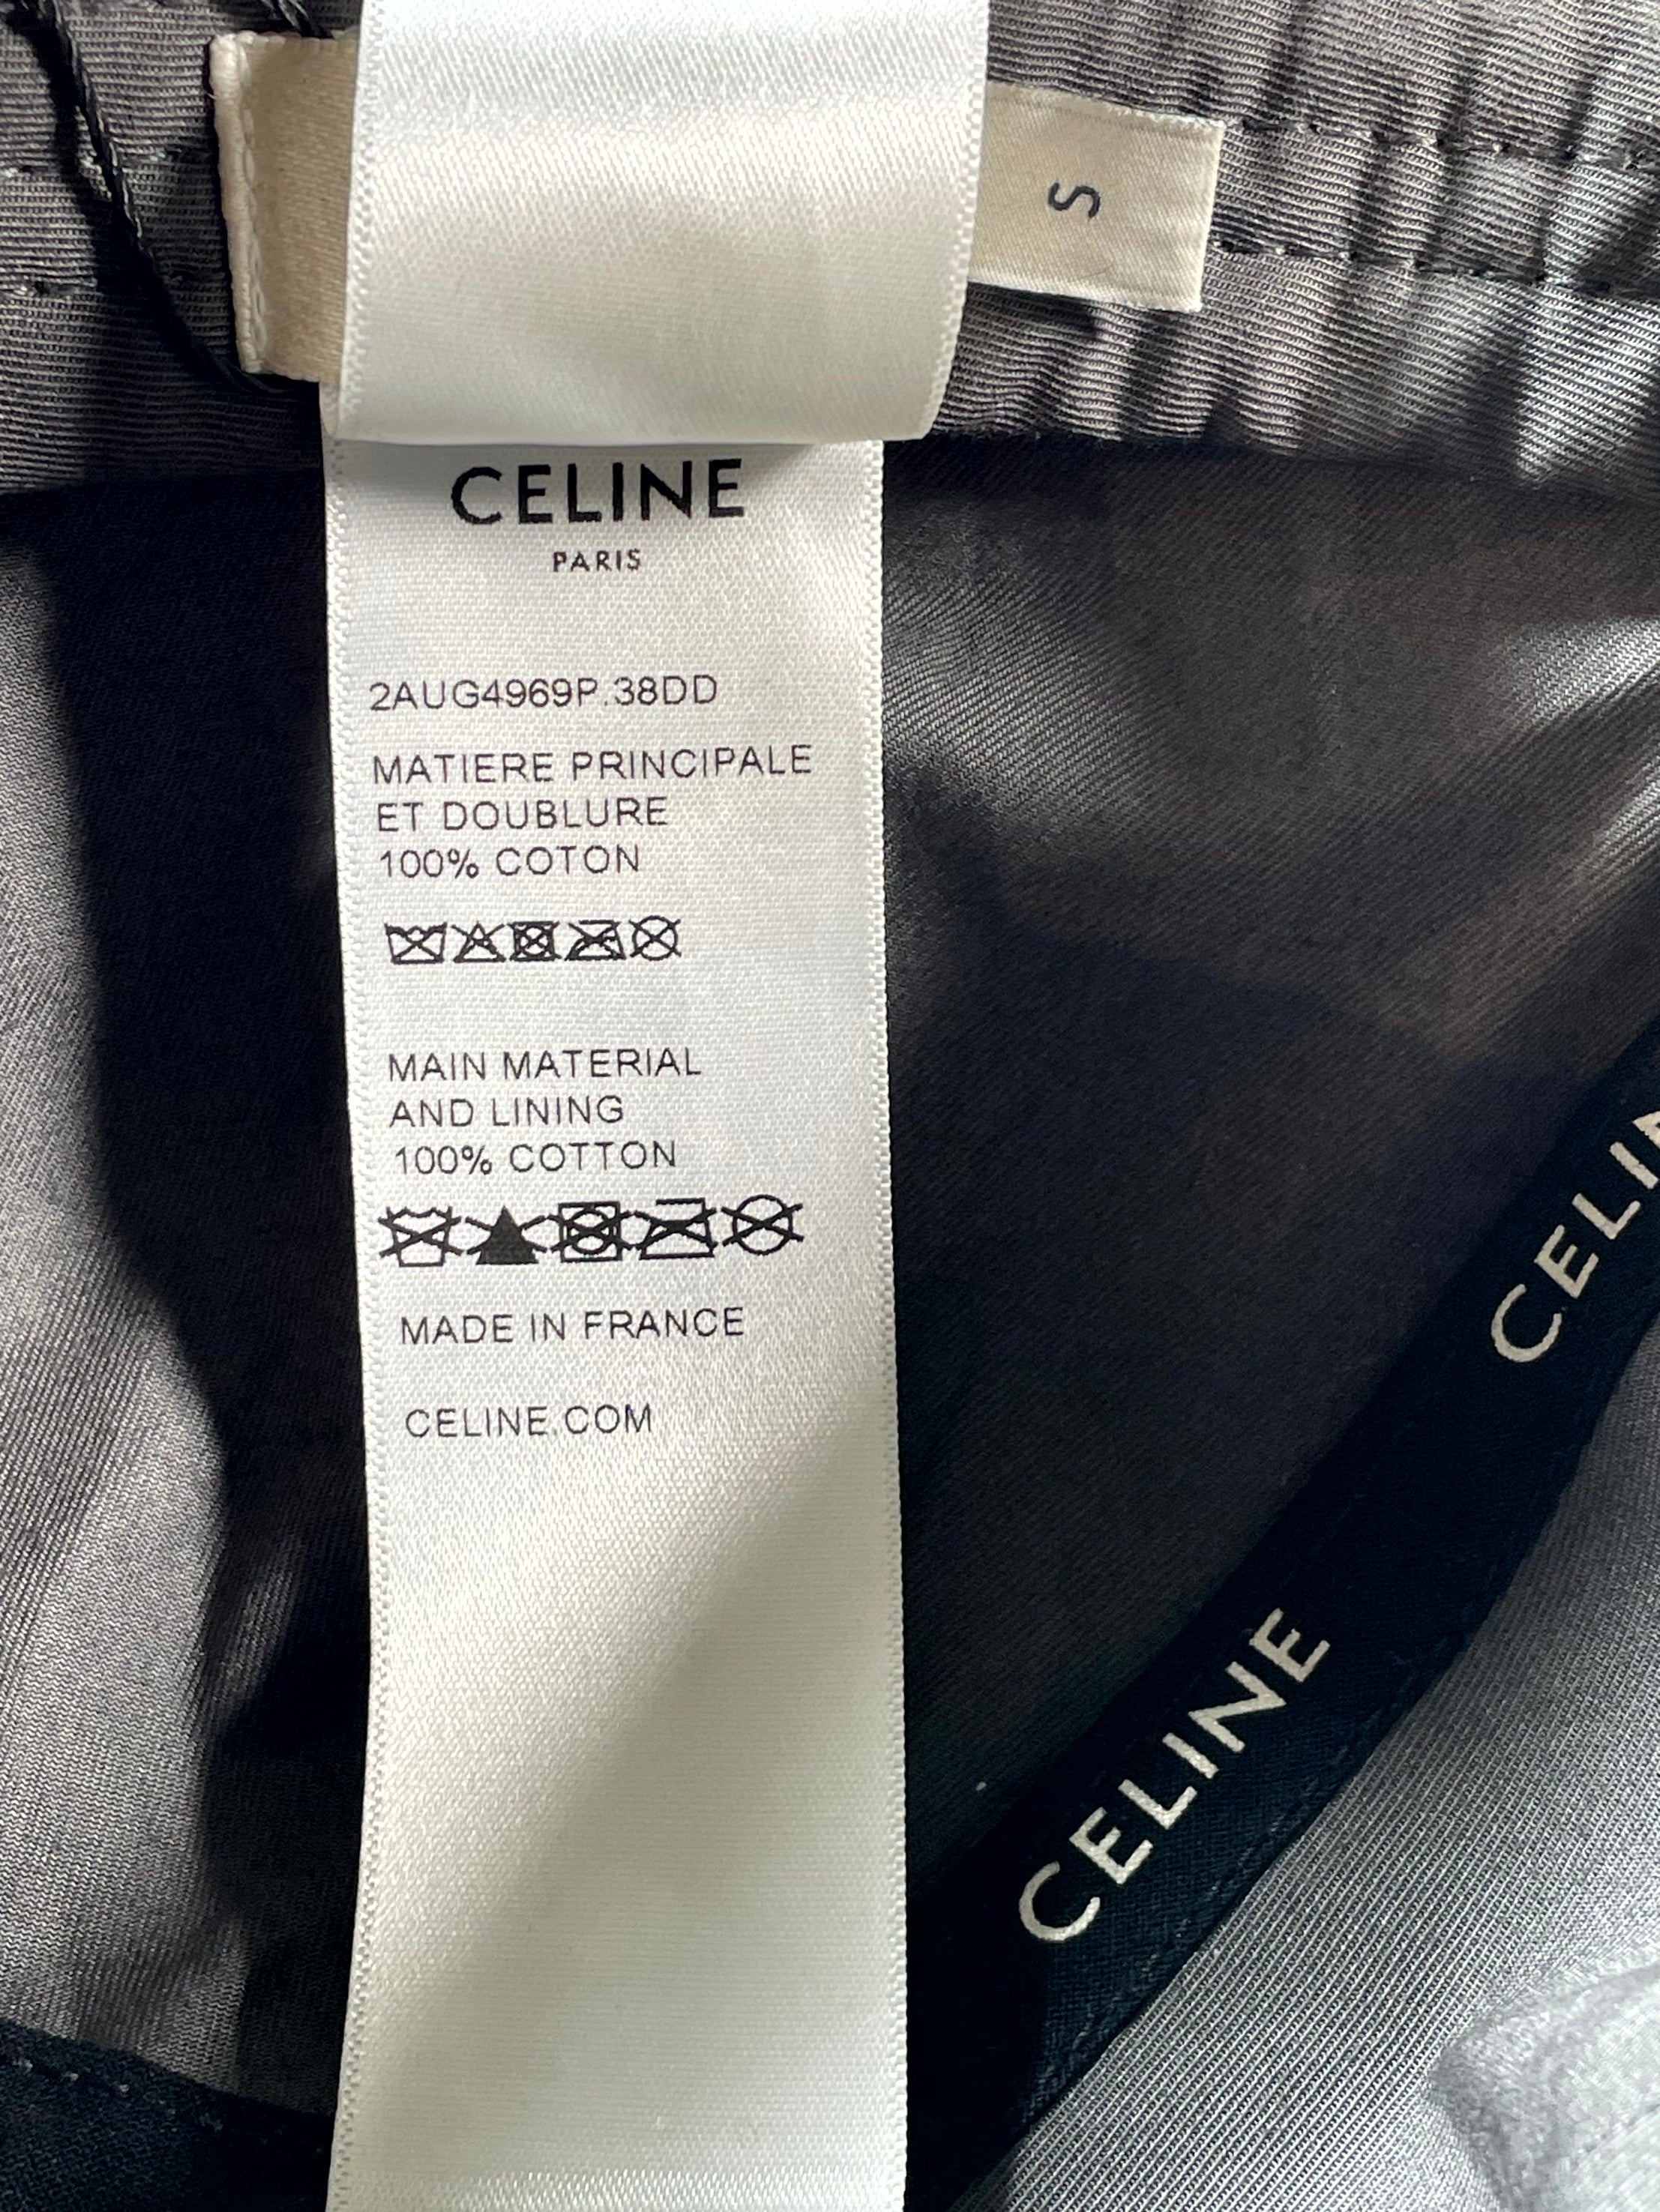 S
CELINE
PARIS
2AUG4969P.38DD
MATIERE PRINCIPALE
ET DOUBLURE
100% COTON
MAIN MATERIAL
AND LINING
100% COTTON
MADE IN FRANCE
CELINE.COM
CELINE
CELINE